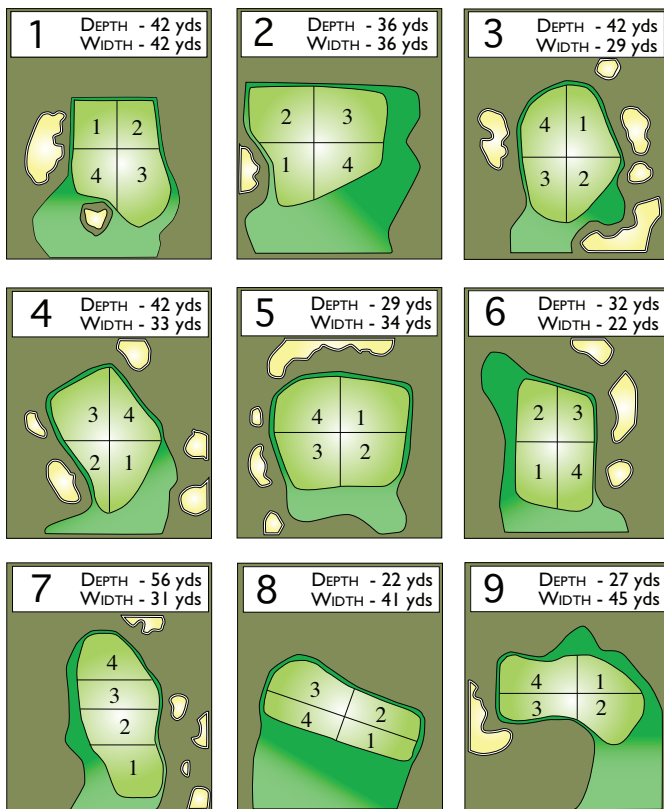 1 DEPTH - 42 yds
WIDTH - 42 yds
1 2
4 3
2 DEPTH - 36 yds
WIDTH - 36 yds
2 3
1 4
3 DEPTH - 42 yds
WIDTH - 29 yds
4 1
3 2
4 DEPTH - 42 yds
WIDTH - 33 yds
3 4
2 1
5 DEPTH - 29 yds
WIDTH - 34 yds
4 1
3 2
6 DEPTH - 32 yds
WIDTH - 22 yds
2 3
1 4
7 DEPTH - 56 yds
WIDTH - 31 yds
4
3
2
1
8 DEPTH - 22 yds
WIDTH - 41 yds
3 2
4 1
9 DEPTH - 27 yds
WIDTH - 45 yds
4 1
3 2